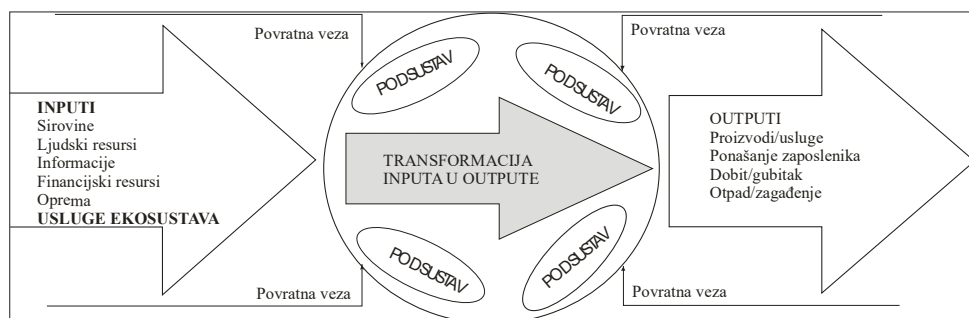 Povratna veza
Povratna veza
PODSUSTAV
PODSUSTAV
INPUTI
Sirovine
Ljudski resursi
Informacije
Financijski resursi
Oprema
USLUGE EKOSUSTAVA
TRANSFORMACIJA
INPUTA U OUTPUTE
OUTPUTI
Proizvodi/usluge
Ponašanje zaposlenika
Dobit/gubitak
Otpad/zagađenje
PODSUSTAV
PODSUSTAV
Povratna veza
Povratna veza